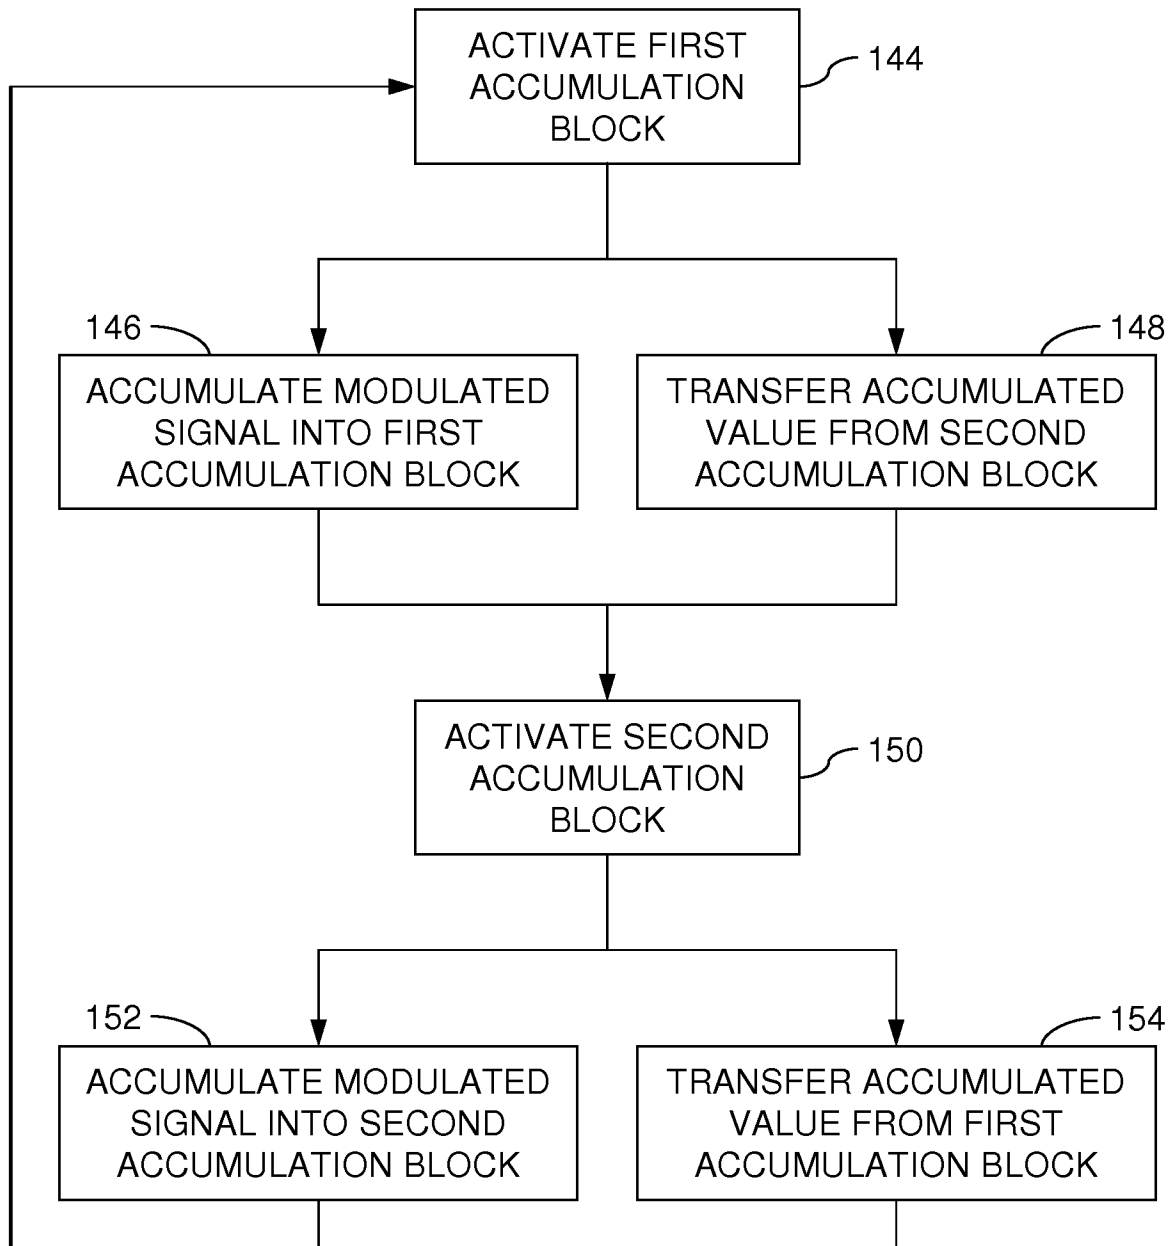 ACTIVATE FIRST
ACCUMULATION
BLOCK
144
146
148
ACCUMULATE MODULATED
SIGNAL INTO FIRST
ACCUMULATION BLOCK
TRANSFER ACCUMULATED
VALUE FROM SECOND
ACCUMULATION BLOCK
ACTIVATE SECOND
ACCUMULATION
BLOCK
150
152
154
ACCUMULATE MODULATED
SIGNAL INTO SECOND
ACCUMULATION BLOCK
TRANSFER ACCUMULATED
VALUE FROM FIRST
ACCUMULATION BLOCK